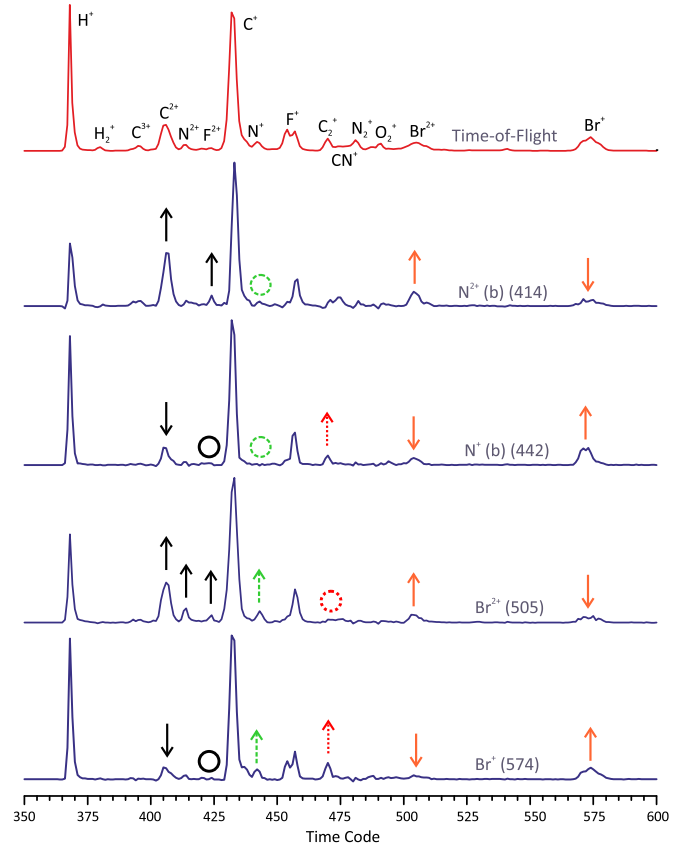 H⁺
C⁺
H₂⁺
C³⁺
C²⁺
N²⁺
F²⁺
N⁺
F⁺
C₂⁺
CN⁺
N₂⁺
O₂⁺
Br²⁺
Time-of-Flight
Br⁺
N²⁺ (b) (414)
N⁺ (b) (442)
Br²⁺ (505)
Br⁺ (574)
350 375 400 425 450 475 500 525 550 575 600
Time Code